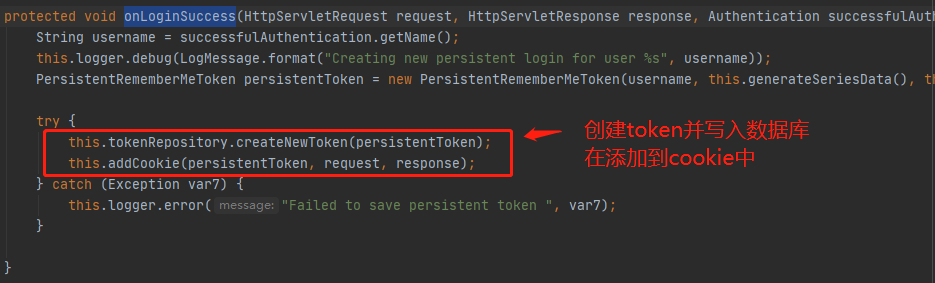 protected void onLoginSuccess(HttpServletRequest request, HttpServletResponse response, Authentication successfulAuth
String username = successfulAuthentication.getName();
this.logger.debug(LogMessage.format("Creating new persistent login for user %s", username));
PersistentRememberMeToken persistentToken = new PersistentRememberMeToken(username, this.generateSeriesData(), th
try {
this.tokenRepository.createNewToken(persistentToken);
this.addCookie(persistentToken, request, response);
创建token并写入数据库
在添加到cookie中
} catch (Exception var7) {
this.logger.error( message: "Failed to save persistent token ", var7);
}
}